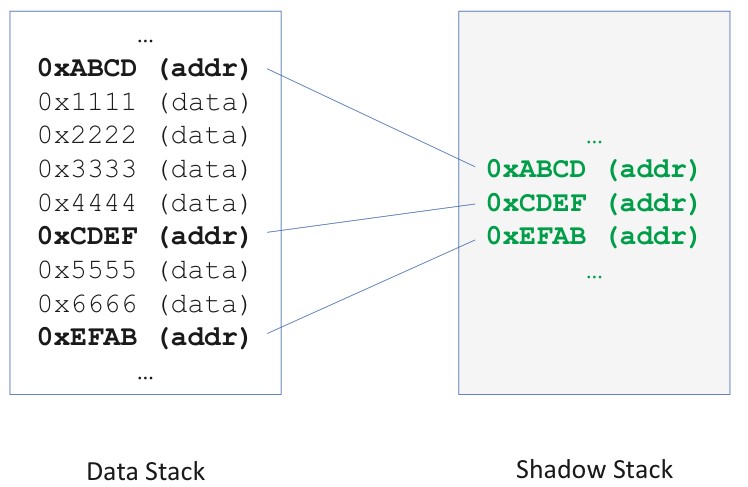 ...
0xABCD (addr)
0x1111 (data)
0x2222 (data)
0x3333 (data)
0x4444 (data)
0xCDEF (addr)
0x5555 (data)
0x6666 (data)
0xEFAB (addr)
...
Data Stack
...
0xABCD (addr)
0xCDEF (addr)
0xEFAB (addr)
...
Shadow Stack